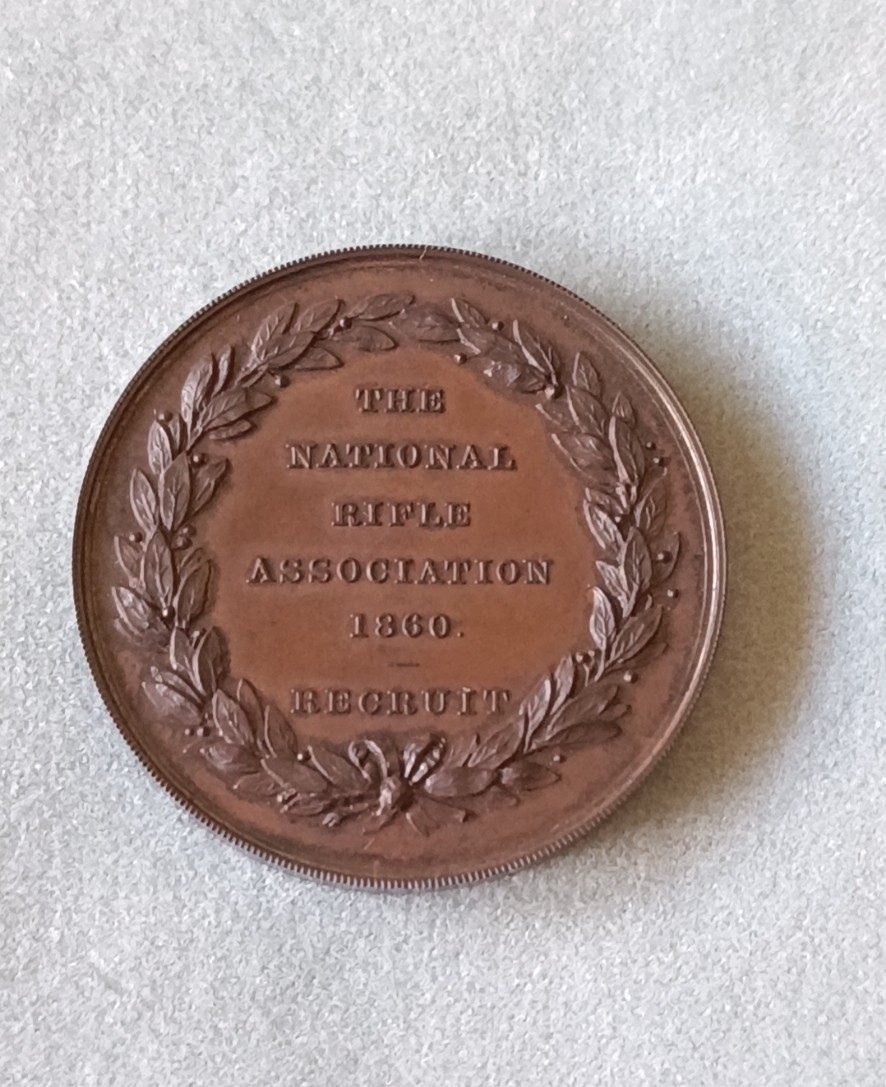 THE
NATIONAL
RIFLE
ASSOCIATION
1860.
RECRUIT